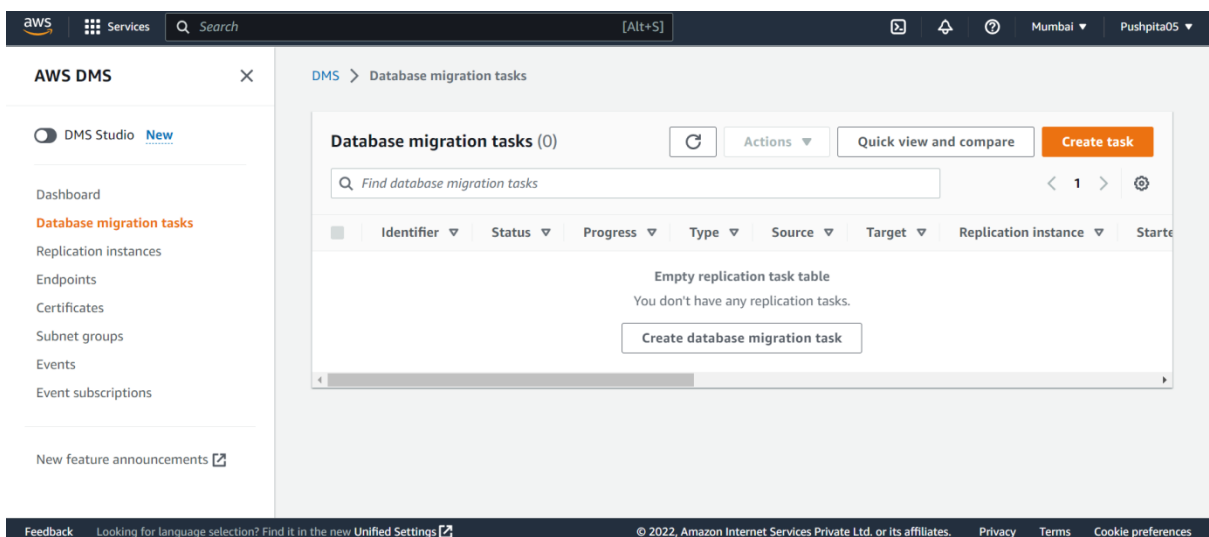 aws Services Search [Alt+S] Mumbai Pushpita05
AWS DMS
DMS Studio New
Dashboard
Database migration tasks
Replication instances
Endpoints
Certificates
Subnet groups
Events
Event subscriptions
New feature announcements
DMS > Database migration tasks
Database migration tasks (0) Actions Quick view and compare Create task
Find database migration tasks < 1 >
Identifier Status Progress Type Source Target Replication instance Starte
Empty replication task table
You don't have any replication tasks.
Create database migration task
Feedback Looking for language selection? Find it in the new Unified Settings © 2022, Amazon Internet Services Private Ltd. or its affiliates. Privacy Terms Cookie preferences